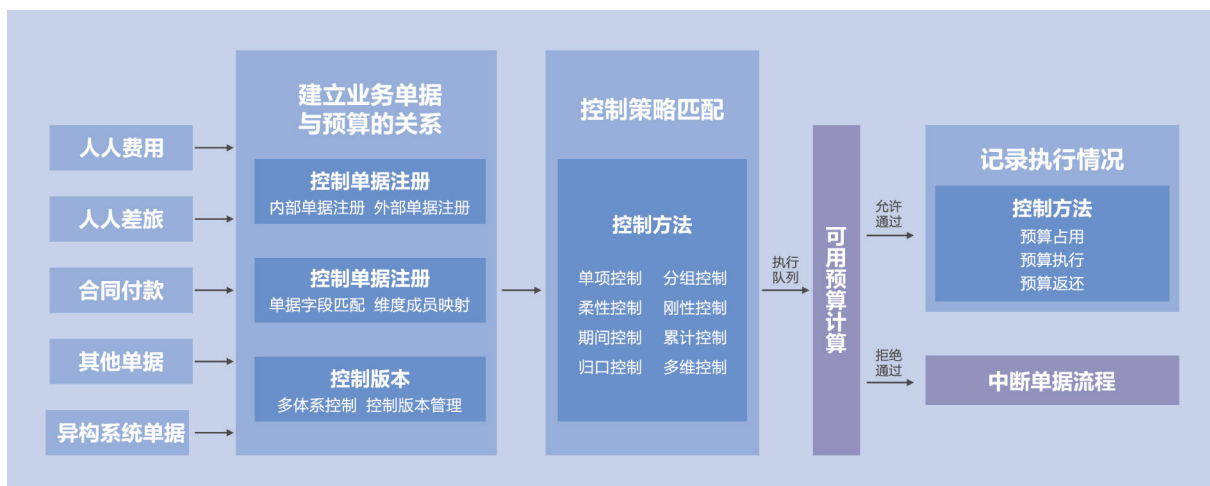 人人费用
人人差旅
合同付款
其他单据
异构系统单据
建立业务单据
与预算的关系
控制单据注册
内部单据注册 外部单据注册
控制单据注册
单据字段匹配 维度成员映射
控制版本
多体系控制 控制版本管理
控制策略匹配
控制方法
单项控制 分组控制
柔性控制 刚性控制
期间控制 累计控制
归口控制 多维控制
执行
队列
可用预算计算
允许
通过
拒绝
通过
记录执行情况
控制方法
预算占用
预算执行
预算返还
中断单据流程